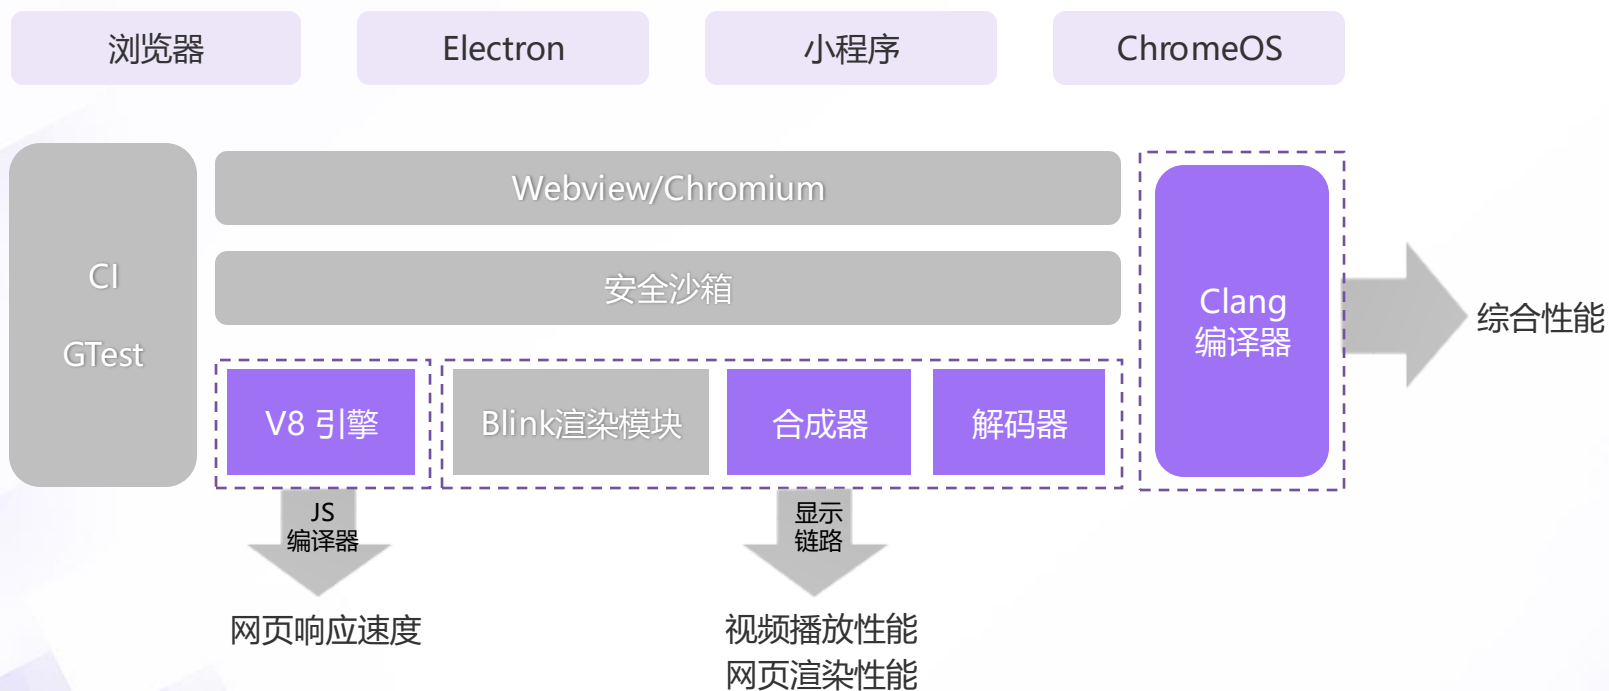 浏览器
Electron
小程序
ChromeOS
CI
GTest
Webview/Chromium
安全沙箱
V8 引擎
Blink渲染模块
合成器
解码器
Clang
编译器
综合性能
JS
编译器
显示
链路
网页响应速度
视频播放性能
网页渲染性能